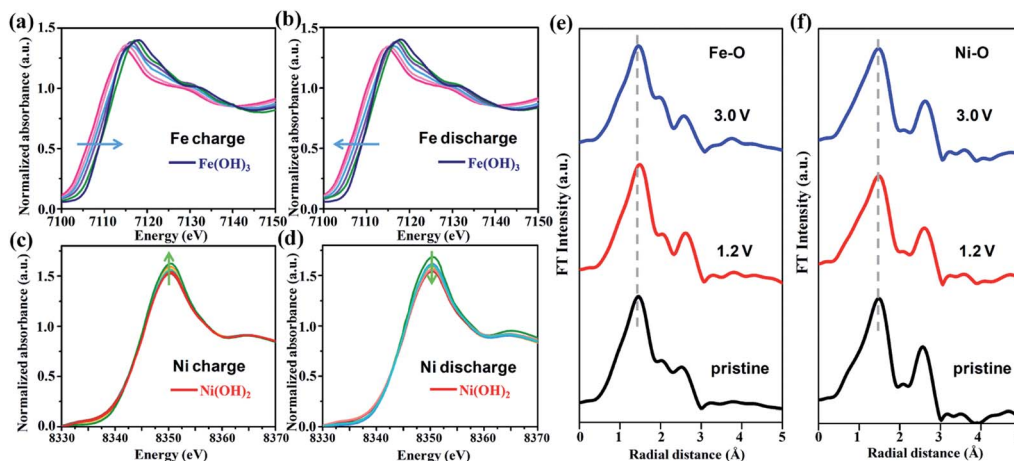 (a)
1.5
1.0
0.5
0.0
Normalized absorbance (a.u.)
Fe charge
Fe(OH)3
7100 7110 7120 7130 7140 7150
Energy (eV)
(b)
1.5
1.0
0.5
0.0
Normalized absorbance (a.u.)
Fe discharge
Fe(OH)3
7100 7110 7120 7130 7140 7150
Energy (eV)
(c)
1.5
1.0
0.5
0.0
Normalized absorbance (a.u.)
Ni charge
Ni(OH)2
8330 8340 8350 8360 8370
Energy (eV)
(d)
1.5
1.0
0.5
0.0
Normalized absorbance (a.u.)
Ni discharge
Ni(OH)2
8330 8340 8350 8360 8370
Energy (eV)
(e)
Fe-O
3.0 V
1.2 V
pristine
FT Intensity (a.u.)
0 1 2 3 4 5
Radial distance (Å)
(f)
Ni-O
3.0 V
1.2 V
pristine
FT Intensity (a.u.)
0 1 2 3 4
Radial distance (Å)